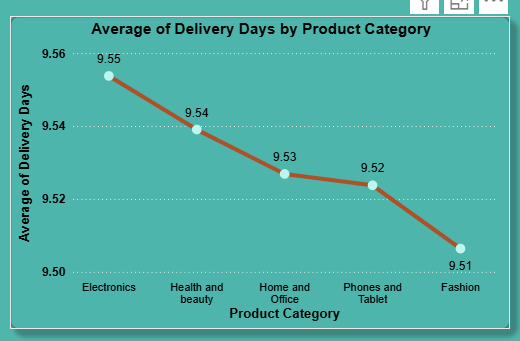 Average of Delivery Days by Product Category
Average of Delivery Days
9.56
9.54
9.52
9.50
9.55
9.54
9.53
9.52
9.51
Electronics
Health and
beauty
Home and
Office
Phones and
Tablet
Fashion
Product Category